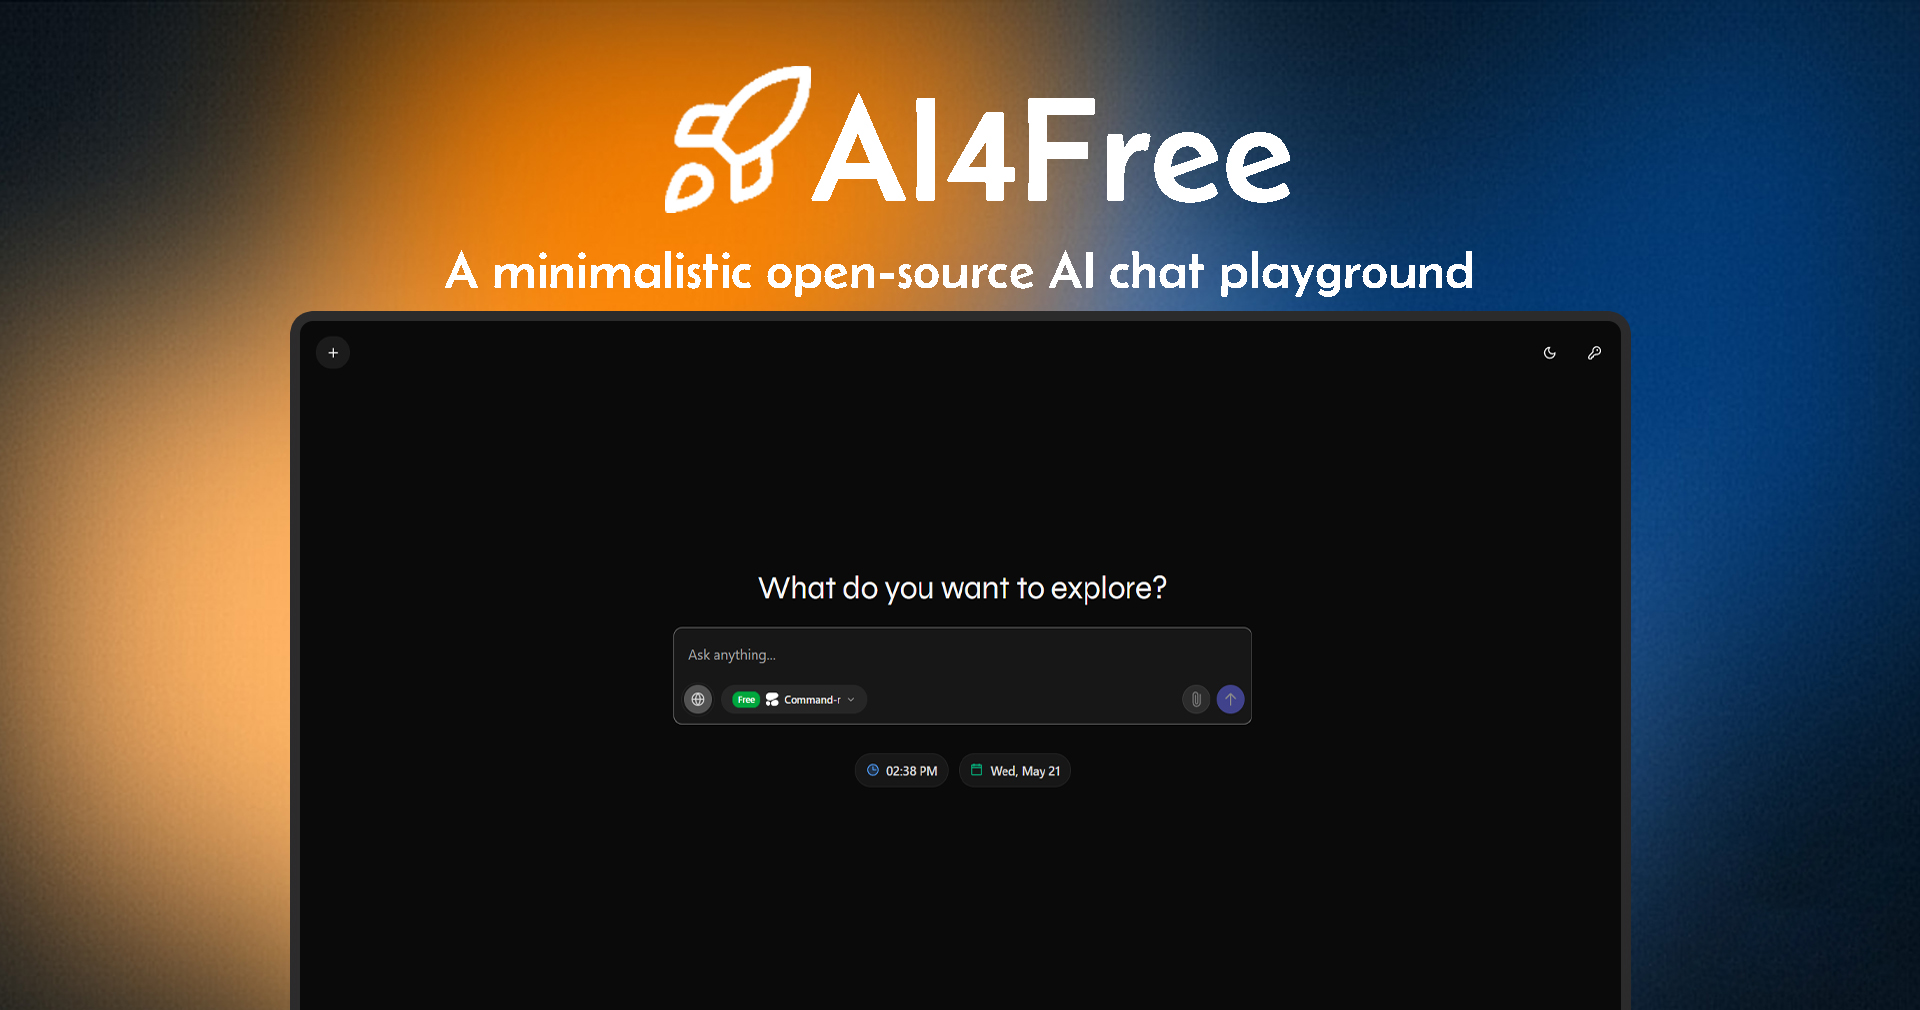 AI4Free
A minimalistic open-source AI chat playground
What do you want to explore?
Ask anything...
Free Command-r
02:38 PM Wed, May 21